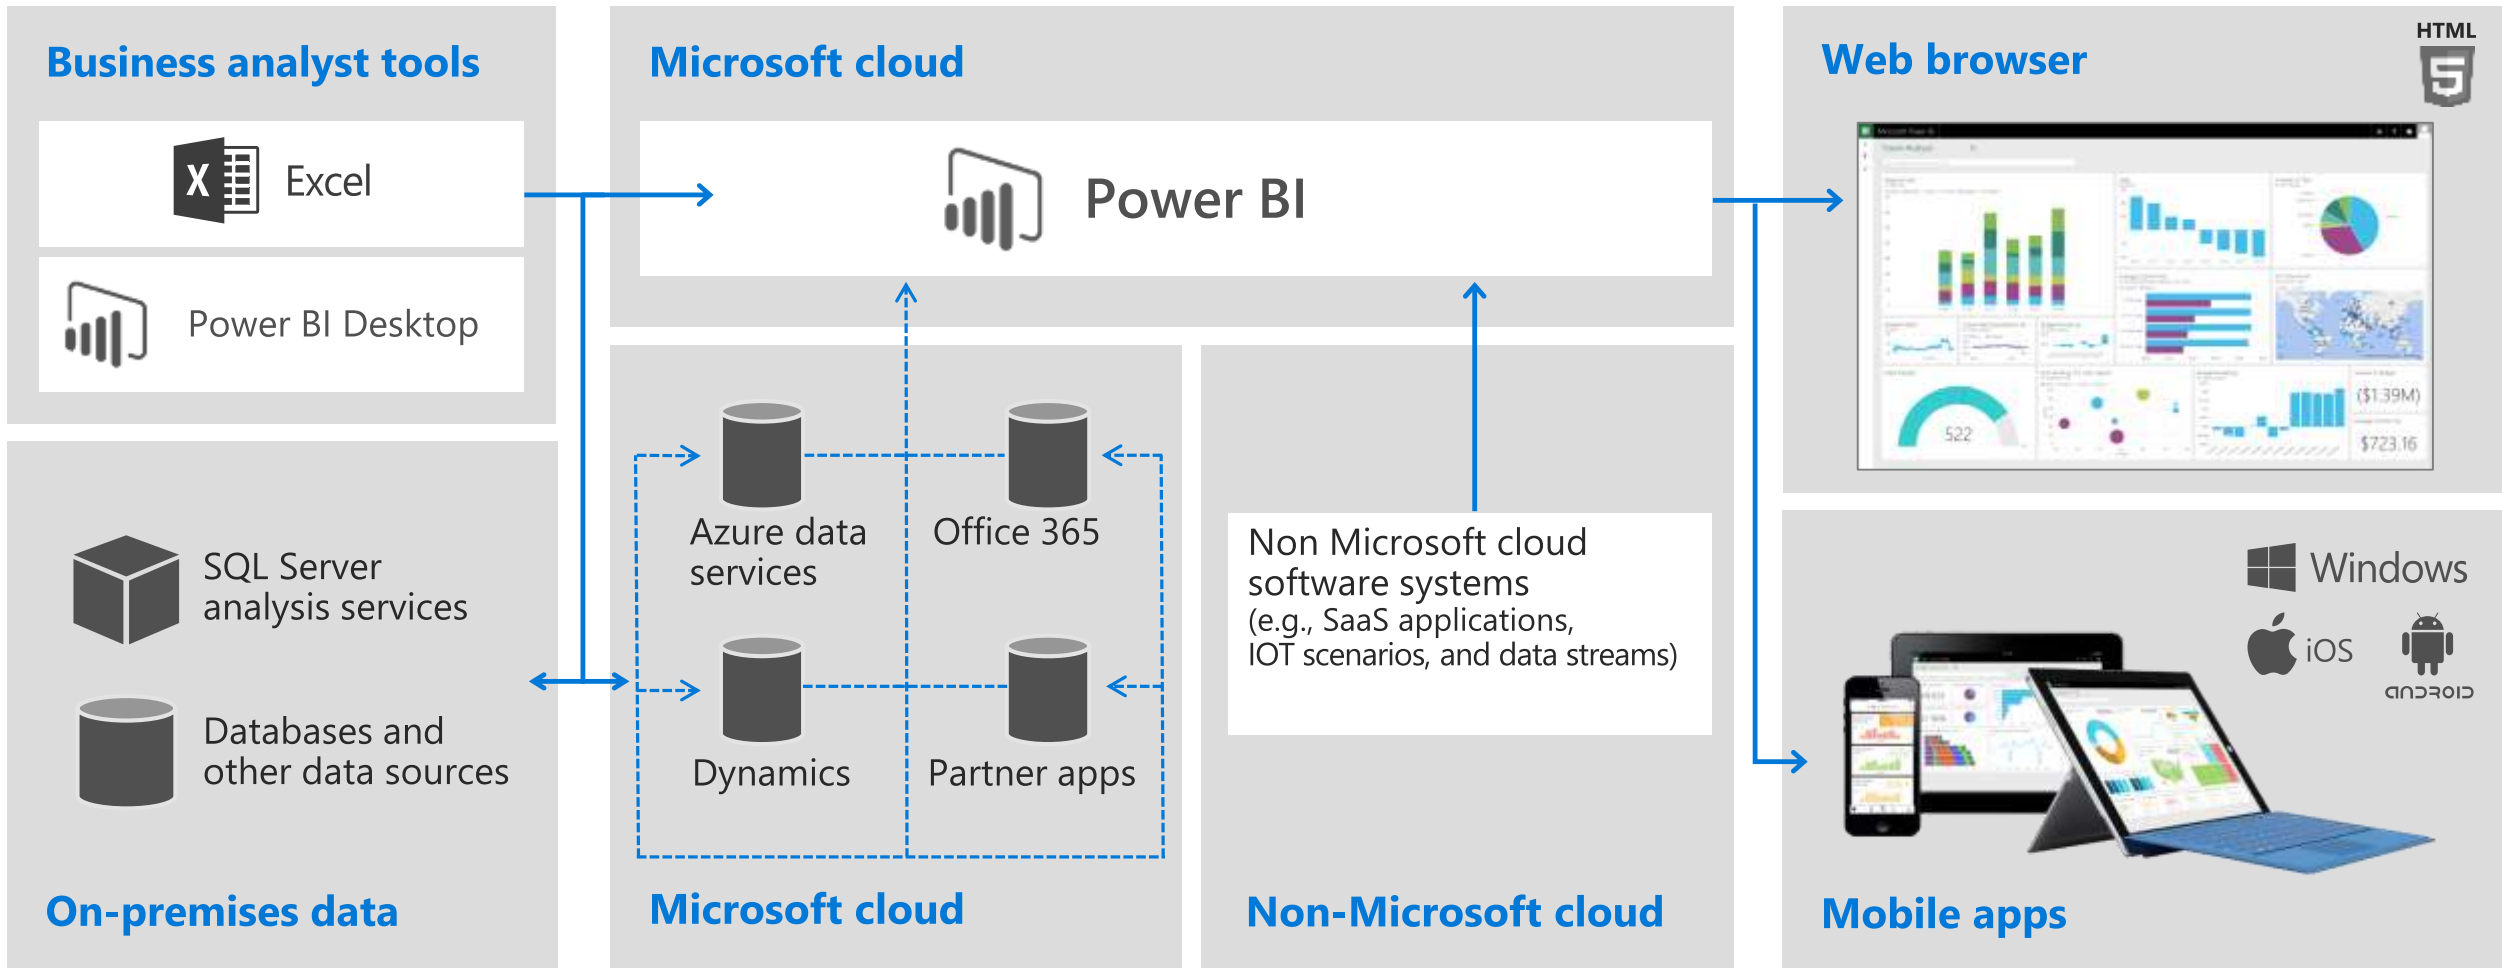 Business analyst tools
Excel
Power BI Desktop
SQL Server
analysis services
Databases and
other data sources
On-premises data
Microsoft cloud
Power BI
Azure data
services
Office 365
Dynamics
Partner apps
Microsoft cloud
Non Microsoft cloud
software systems
(e.g., SaaS applications,
IOT scenarios, and data streams)
Non-Microsoft cloud
Web browser
HTML
5
522
($1.39M)
$723.16
Windows
iOS
ANDROID
Mobile apps